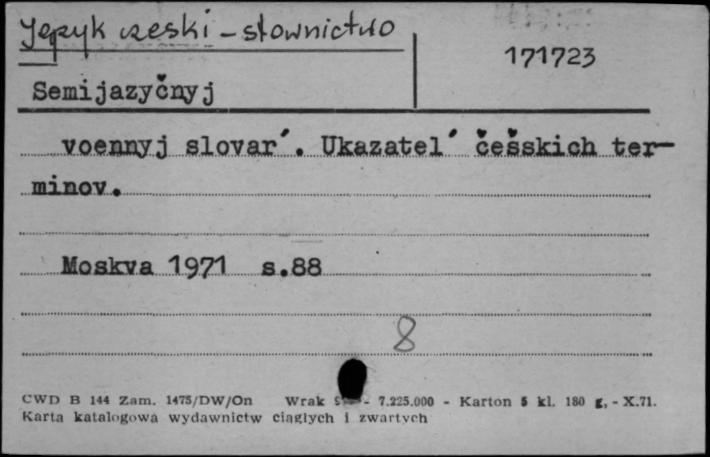 Język czeski - słownictwo
171723
Semijazyčnyj
voennyj slovar´. Ukazatel´ češskich ter-
minov.
Moskva 1971 s.88
8
CWD B 144 Zam. 1475/DW/On Wrak - 7.225.000 - Karton 5 kl. 180 g, - X.71.
Karta katalogowa wydawnictw ciągłych i zwartych